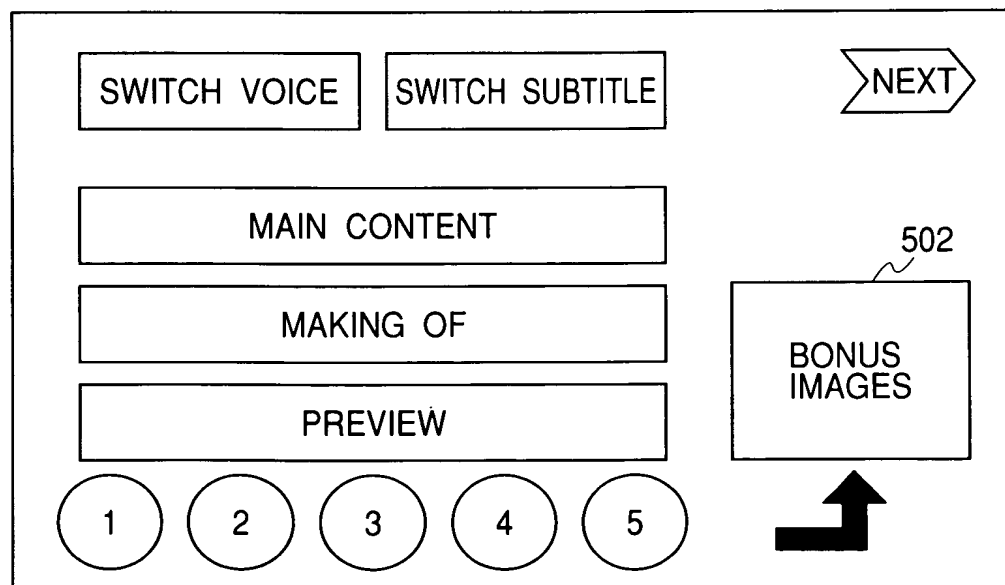 SWITCH VOICE
SWITCH SUBTITLE
NEXT
MAIN CONTENT
502
MAKING OF
BONUS
IMAGES
PREVIEW
1 2 3 4 5